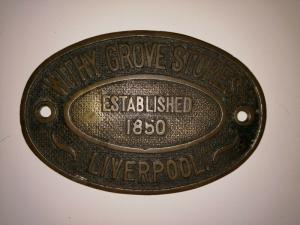 WITHY GROVE STORES
ESTABLISHED
1850
LIVERPOOL.